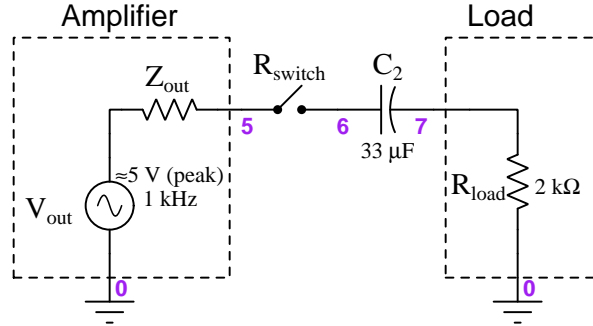 Amplifier
Load
Z_out
R_switch
C_2
5
6
7
33 μF
≈5 V (peak)
1 kHz
V_out
R_load
2 kΩ
0
0